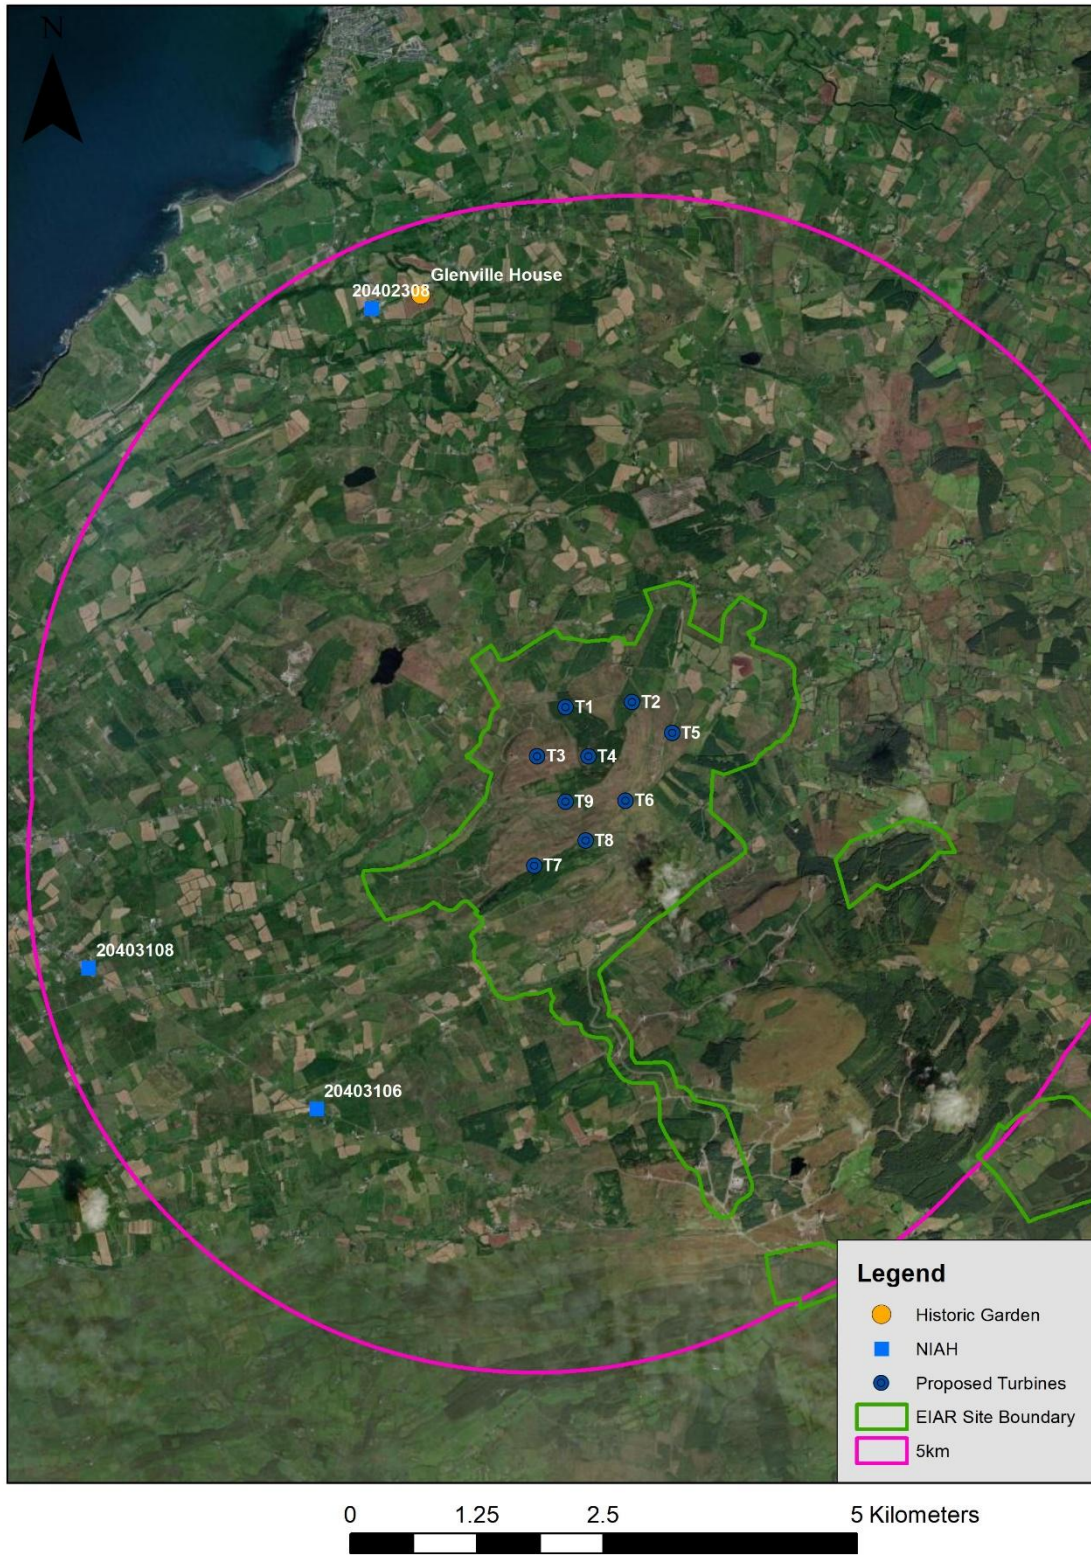 N
Glenville House
20402308
T1
T2
T5
T3
T4
T9
T6
T8
T7
20403108
20403106
Legend
Historic Garden
NIAH
Proposed Turbines
EIAR Site Boundary
5km
0 1.25 2.5 5 Kilometers